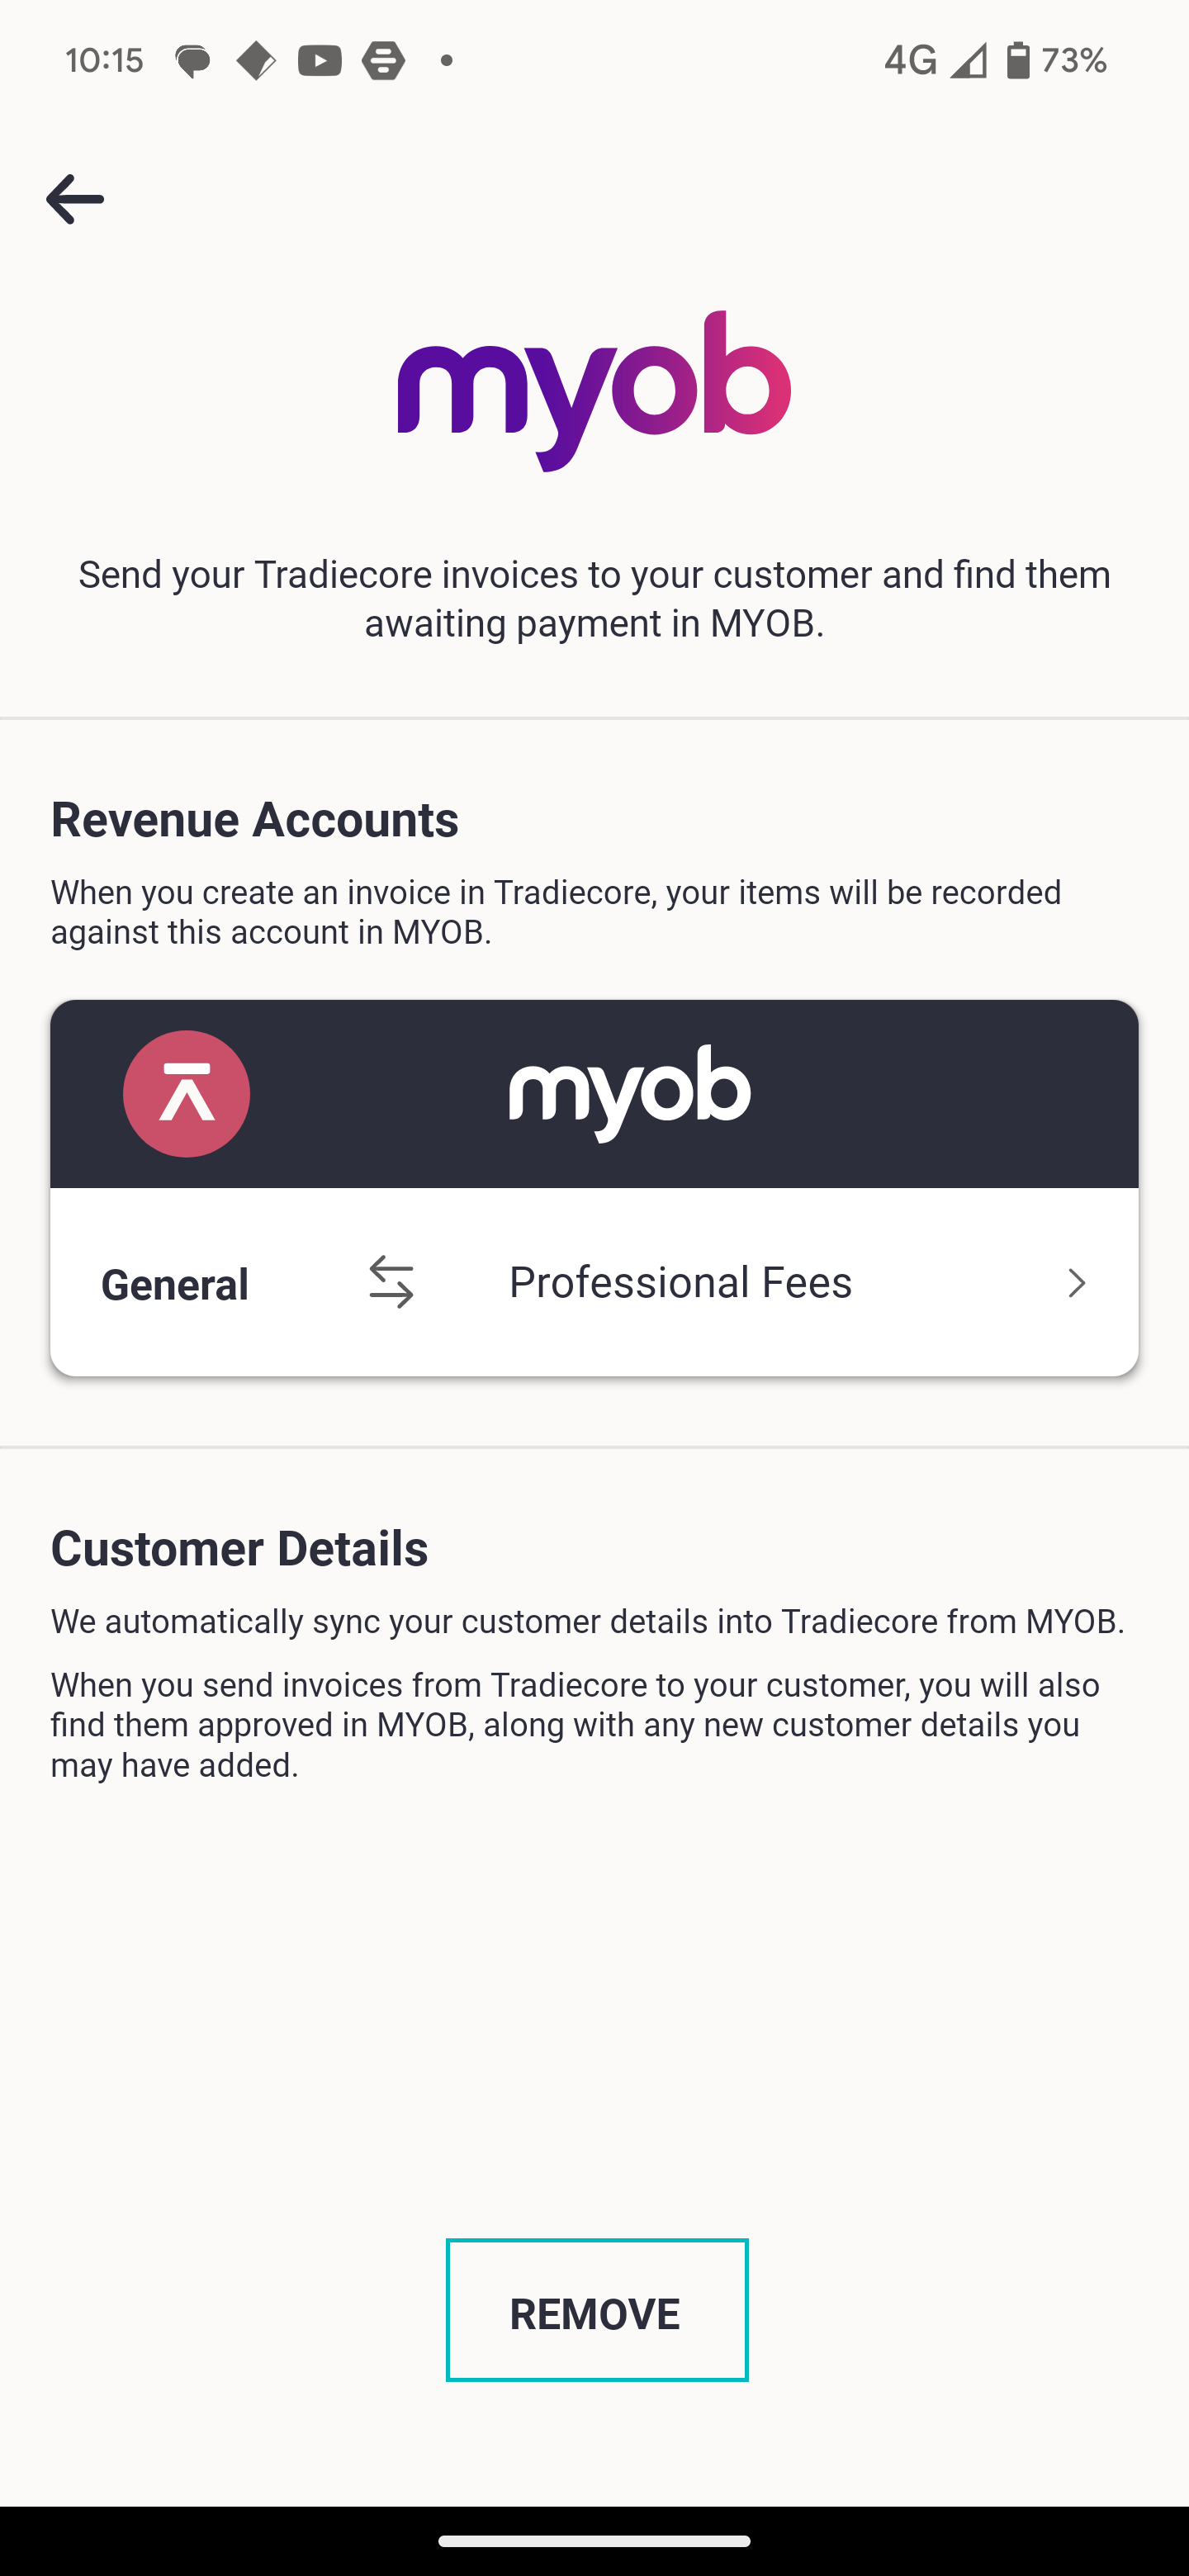 10:15
4G
73%
myob
Send your Tradiecore invoices to your customer and find them
awaiting payment in MYOB.
Revenue Accounts
When you create an invoice in Tradiecore, your items will be recorded
against this account in MYOB.
myob
General
Professional Fees
Customer Details
We automatically sync your customer details into Tradiecore from MYOB.
When you send invoices from Tradiecore to your customer, you will also
find them approved in MYOB, along with any new customer details you
may have added.
REMOVE